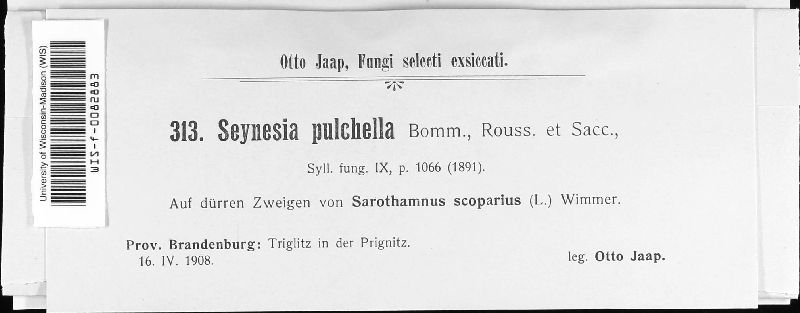 University of Wisconsin-Madison (WIS)
Otto Jaap, Fungi selecti exsiccati.
313. Seynesia pulchella Bomm., Rouss. et Sacc.,
Syll. fung. IX, p. 1066 (1891).
Auf dürren Zweigen von Sarothamnus scoparius (L.) Wimmer.
Prov. Brandenburg: Triglitz in der Prignitz.
16. IV. 1908.
leg. Otto Jaap.